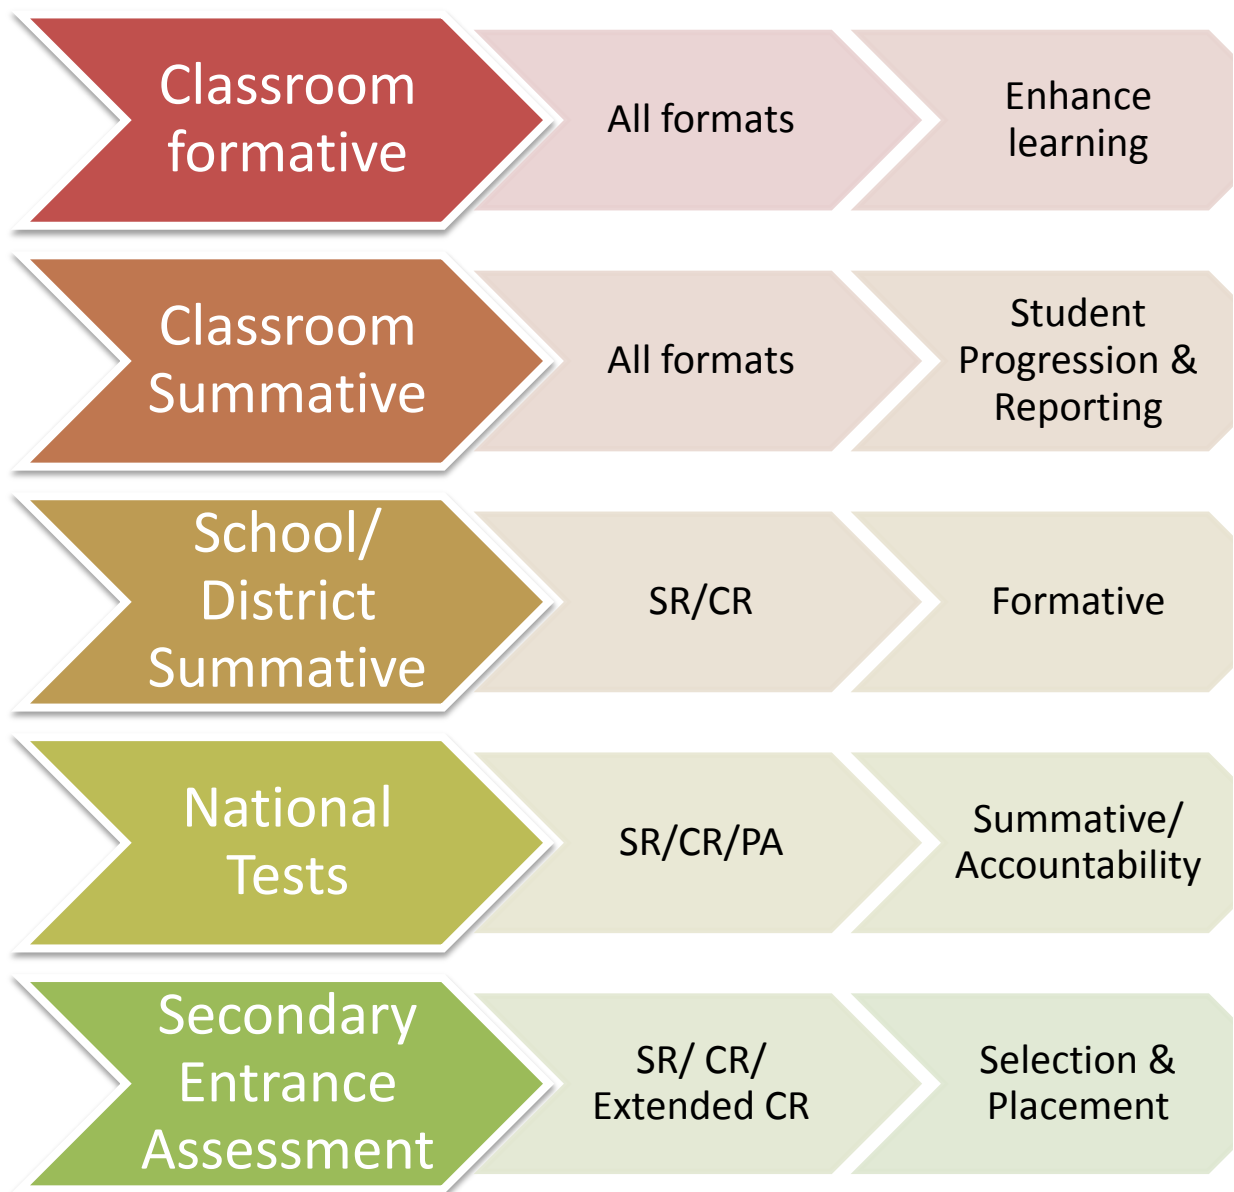 Classroom
formative
All formats
Enhance
learning
Classroom
Summative
All formats
Student
Progression &
Reporting
School/
District
Summative
SR/CR
Formative
National
Tests
SR/CR/PA
Summative/
Accountability
Secondary
Entrance
Assessment
SR/ CR/
Extended CR
Selection &
Placement